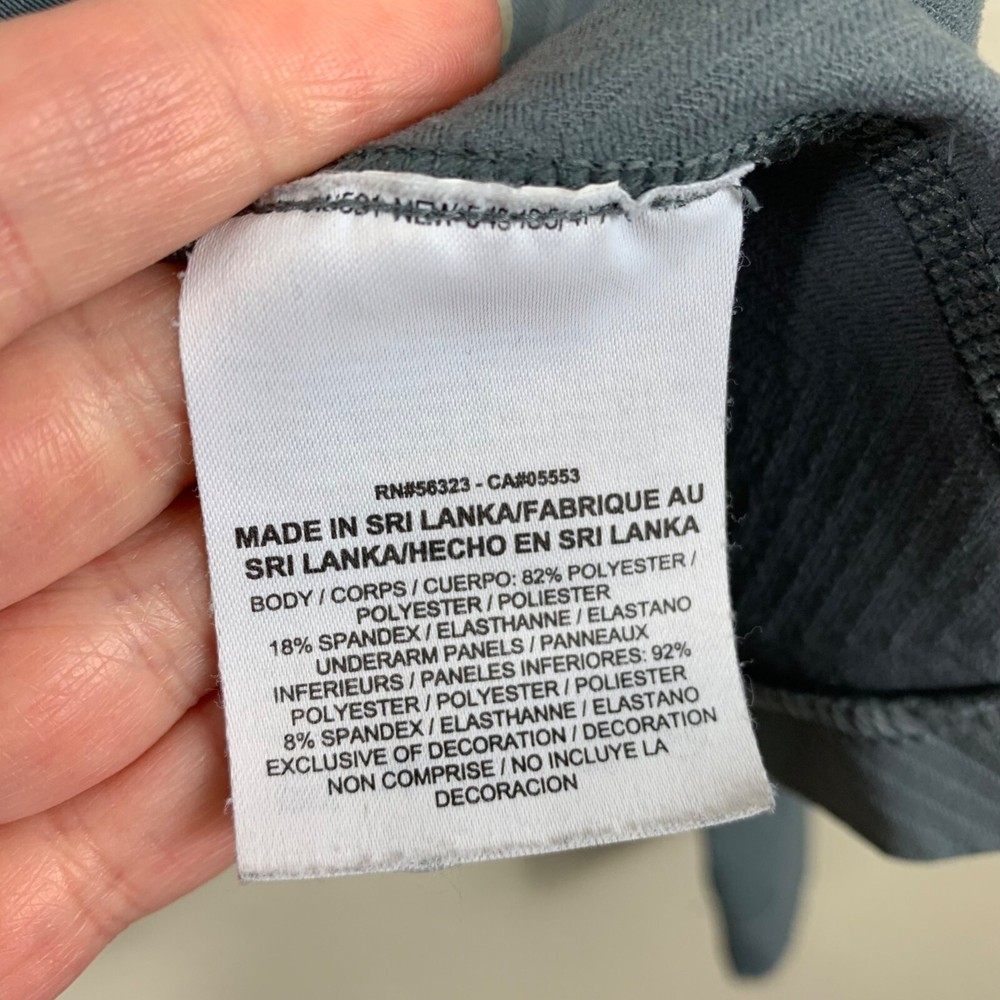 RN#56323 - CA#05553
MADE IN SRI LANKA/FABRIQUE AU
SRI LANKA/HECHO EN SRI LANKA
BODY / CORPS / CUERPO: 82% POLYESTER /
POLYESTER / POLIESTER
18% SPANDEX / ELASTHANNE / ELASTANO
UNDERARM PANELS / PANNEAUX
INFERIEURS / PANELES INFERIORES: 92%
POLYESTER / POLYESTER / POLIESTER
8% SPANDEX / ELASTHANNE / ELASTANO
EXCLUSIVE OF DECORATION / DECORATION
NON COMPRISE / NO INCLUYE LA
DECORACION